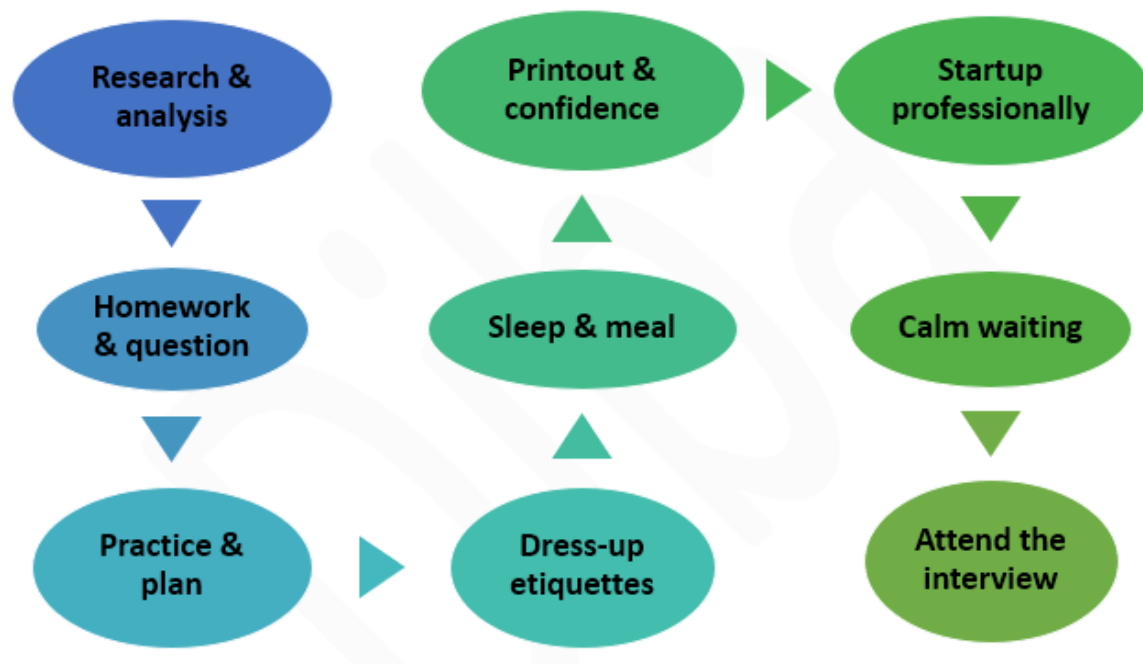 Research &
analysis
Homework
& question
Practice &
plan
Dress-up
etiquettes
Sleep & meal
Printout &
confidence
Startup
professionally
Calm waiting
Attend the
interview